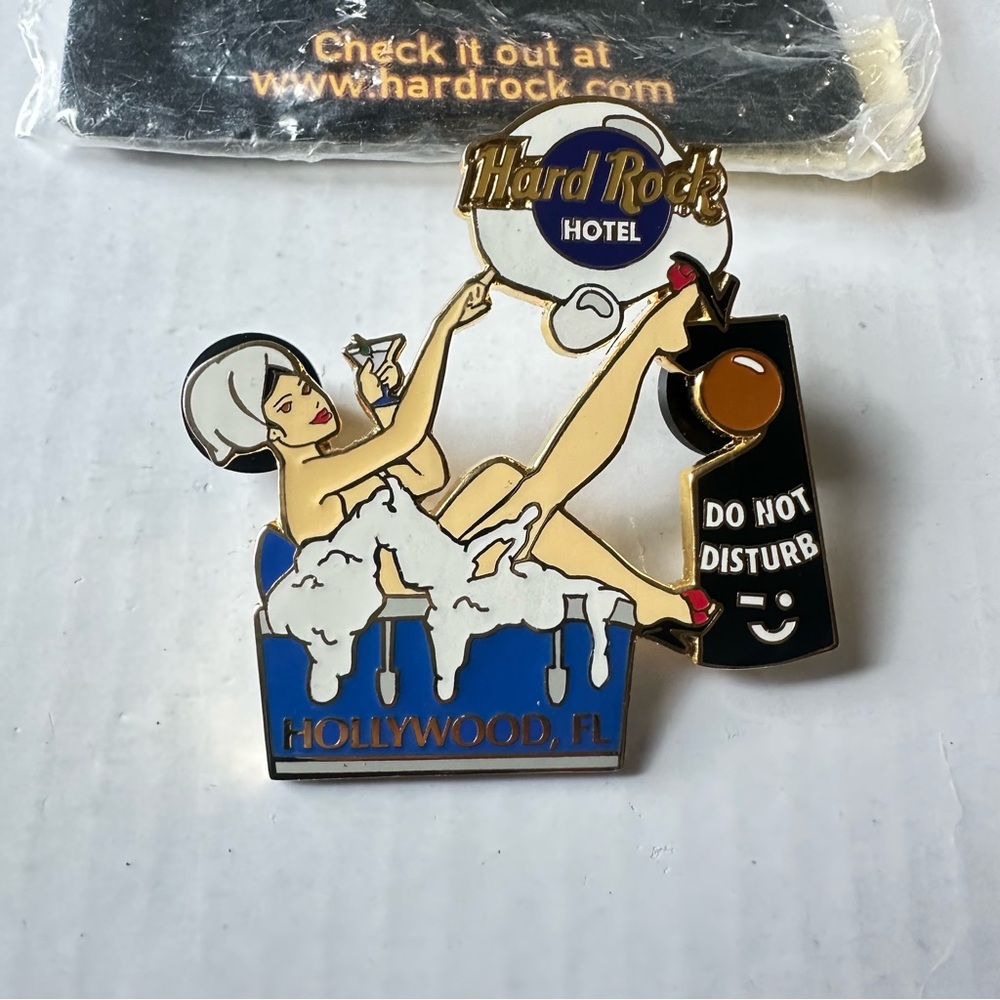 Check it out at
www.hardrock.com
Hard Rock
HOTEL
DO NOT
DISTURB
HOLLYWOOD, FL